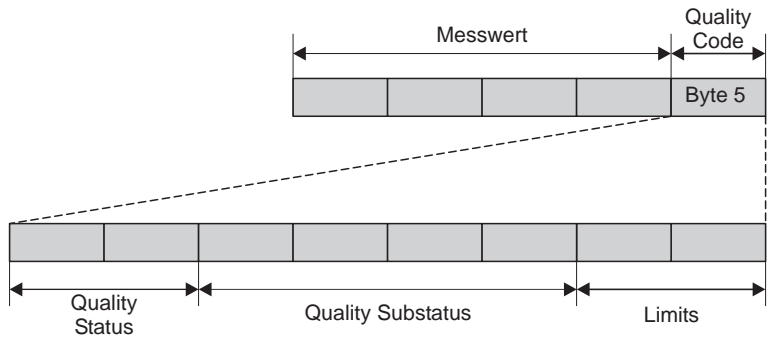 Messwert
Quality
Code
Byte 5
Quality
Status
Quality Substatus
Limits